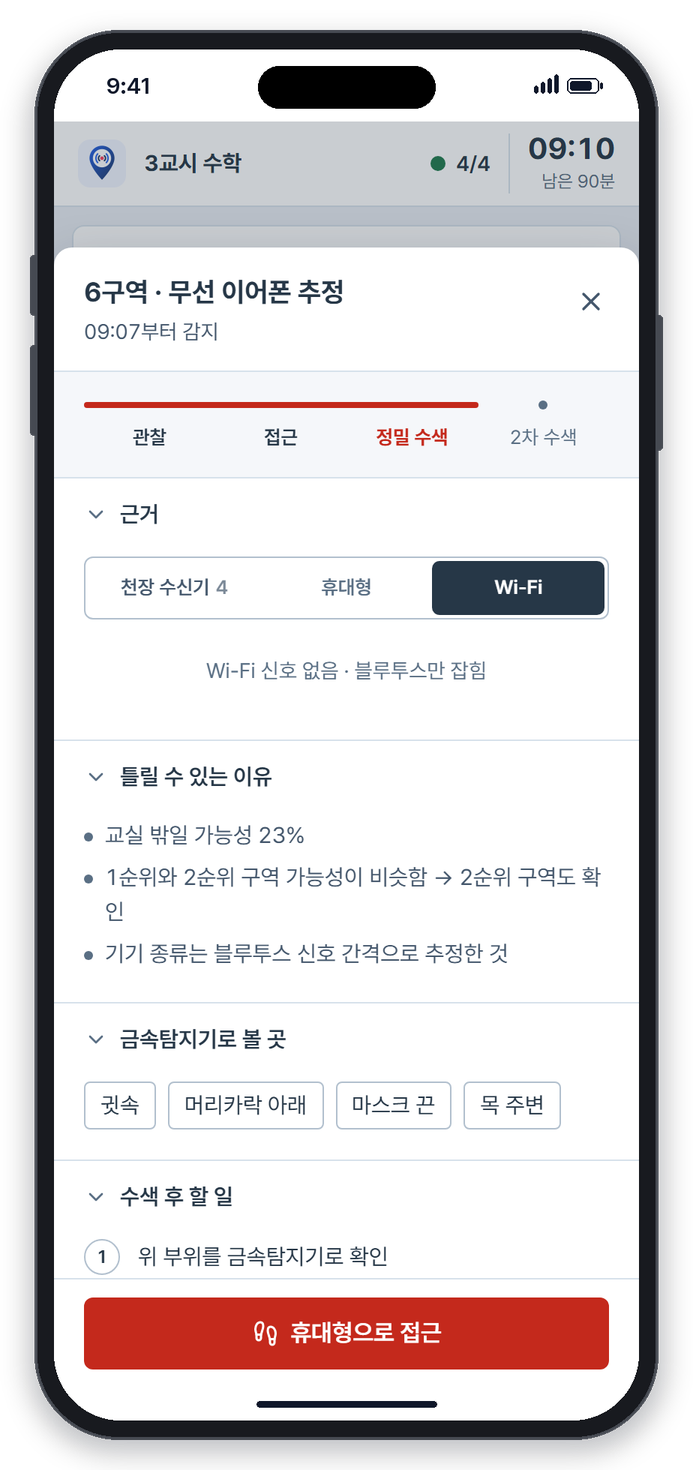 9:41
3교시 수학
4/4
09:10
남은 90분
6구역 · 무선 이어폰 추정
09:07부터 감지
관찰
접근
정밀 수색
2차 수색
근거
천장 수신기 4
휴대형
Wi-Fi
Wi-Fi 신호 없음 · 블루투스만 잡힘
틀릴 수 있는 이유
교실 밖일 가능성 23%
1순위와 2순위 구역 가능성이 비슷함 → 2순위 구역도 확
인
기기 종류는 블루투스 신호 간격으로 추정한 것
금속탐지기로 볼 곳
귓속
머리카락 아래
마스크 끈
목 주변
수색 후 할 일
1 위 부위를 금속탐지기로 확인
휴대형으로 접근